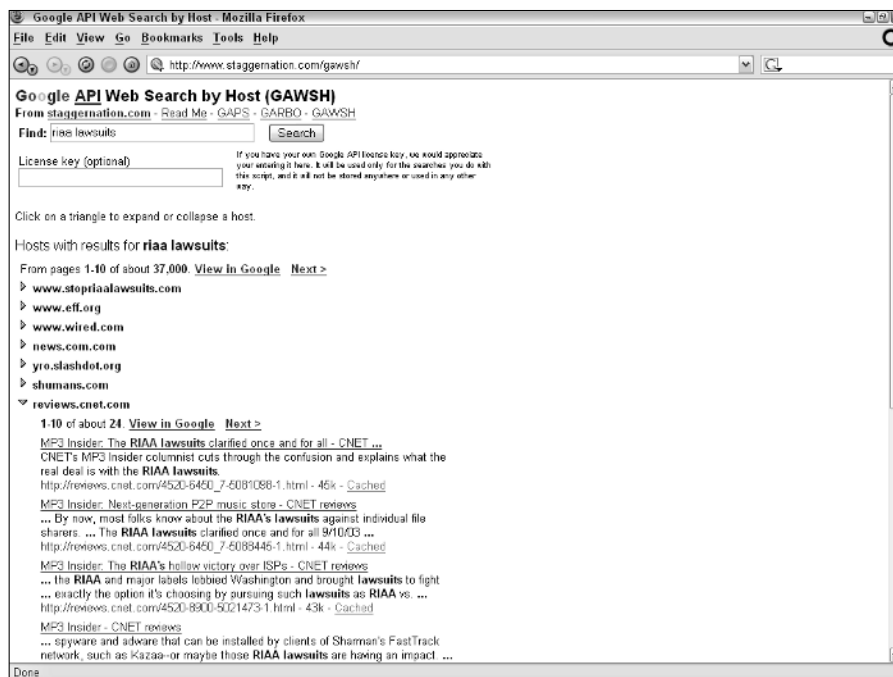 Google API Web Search by Host - Mozilla Firefox
File Edit View Go Bookmarks Tools Help
http://www.staggernation.com/gawsh/
Google API Web Search by Host (GAWSH)
From staggernation.com - Read Me - GAPS - GARBO - GAWSH
Find: riaa lawsuits Search
License key (optional)
If you have your own Google API license key, we would appreciate
your entering it here. It will be used only for the searches you do with
this script, and it will not be stored anywhere or used in any other
way.
Click on a triangle to expand or collapse a host.
Hosts with results for riaa lawsuits:
From pages 1-10 of about 37,000. View in Google Next >
www.stopriaalawsuits.com
www.eff.org
www.wired.com
news.com.com
yro.slashdot.org
shumans.com
reviews.cnet.com
1-10 of about 24. View in Google Next >
MP3 Insider: The RIAA lawsuits clarified once and for all - CNET ...
CNET's MP3 Insider columnist cuts through the confusion and explains what the
real deal is with the RIAA lawsuits.
http://reviews.cnet.com/4520-6450_7-5081098-1.html - 45k - Cached
MP3 Insider: Next-generation P2P music store - CNET reviews
... By now, most folks know about the RIAA's lawsuits against individual file
sharers. ... The RIAA lawsuits clarified once and for all 9/10/03 ...
http://reviews.cnet.com/4520-6450_7-5088445-1.html - 44k - Cached
MP3 Insider: The RIAA's hollow victory over ISPs - CNET reviews
... the RIAA and major labels lobbied Washington and brought lawsuits to fight
... exactly the option it's choosing by pursuing such lawsuits as RIAA vs. ...
http://reviews.cnet.com/4520-8900-5021473-1.html - 43k - Cached
MP3 Insider - CNET reviews
... spyware and adware that can be installed by clients of Sharman's FastTrack
network, such as Kazaa--or maybe those RIAA lawsuits are having an impact. ...
Done